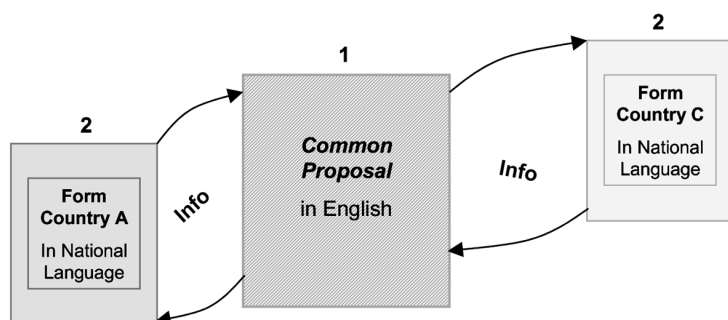 2
Form
Country A
In National
Language
Info
1
Common
Proposal
in English
Info
2
Form
Country C
In National
Language